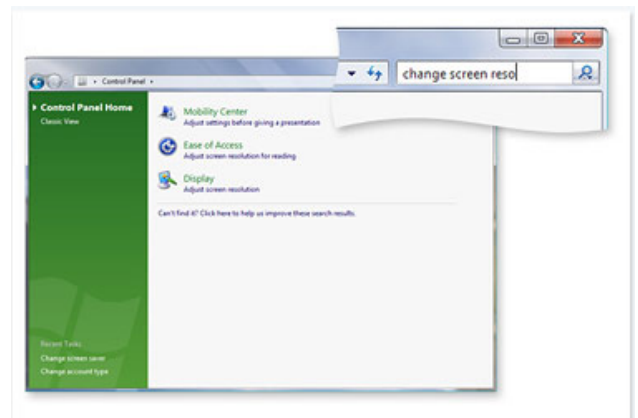 change screen reso
Control Panel
Control Panel Home
Classic View
Mobility Center
Adjust settings before giving a presentation
Ease of Access
Adjust screen resolution for reading
Display
Adjust screen resolution
Can't find it? Click here to help us improve these search results.
Recent Tasks
Change screen saver
Change account type